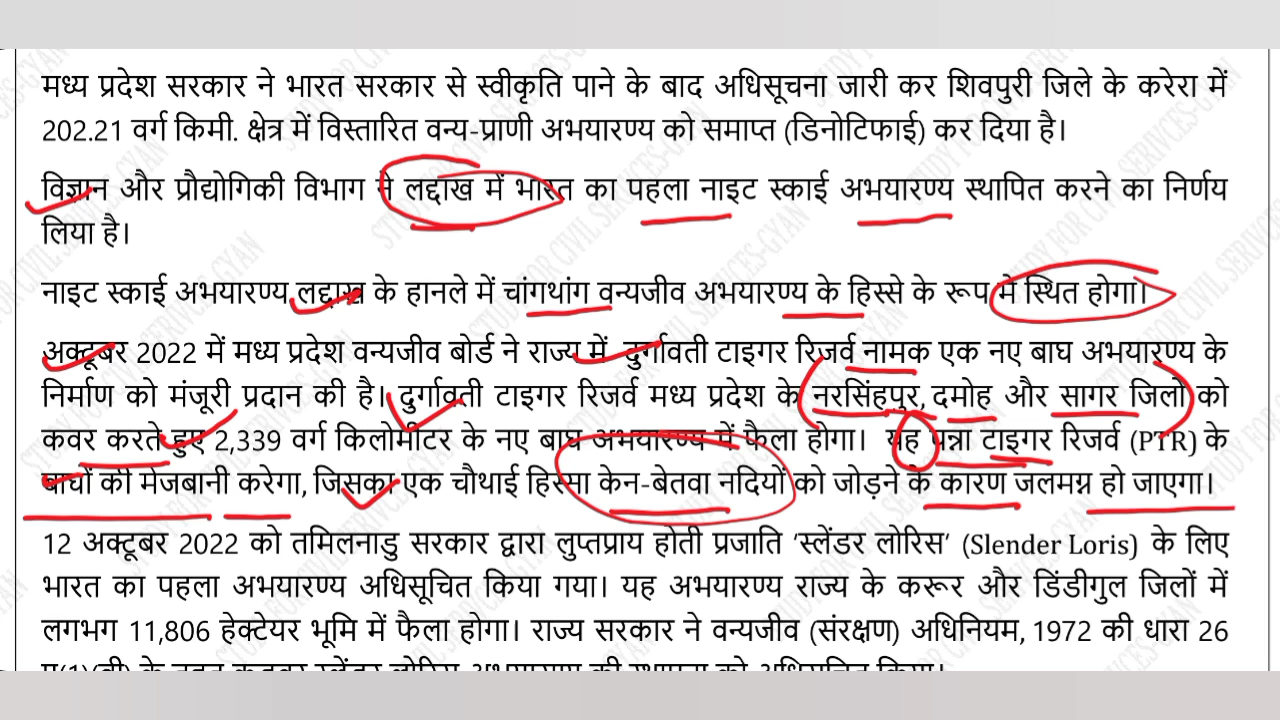 मध्य प्रदेश सरकार ने भारत सरकार से स्वीकृति पाने के बाद अधिसूचना जारी कर शिवपुरी जिले के करेरा में
202.21 वर्ग किमी. क्षेत्र में विस्तारित वन्य-प्राणी अभयारण्य को समाप्त (डिनोटिफाई) कर दिया है।
विज्ञान और प्रौद्योगिकी विभाग ने लद्दाख में भारत का पहला नाइट स्काई अभयारण्य स्थापित करने का निर्णय
लिया है।
नाइट स्काई अभयारण्य लद्दाख के हानले में चांगथांग वन्यजीव अभयारण्य के हिस्से के रूप मे स्थित होगा।
अक्टूबर 2022 में मध्य प्रदेश वन्यजीव बोर्ड ने राज्य में दुर्गावती टाइगर रिजर्व नामक एक नए बाघ अभयारण्य के
निर्माण को मंजूरी प्रदान की है। दुर्गावती टाइगर रिजर्व मध्य प्रदेश के नरसिंहपुर, दमोह और सागर जिलों को
कवर करते हुए 2,339 वर्ग किलोमीटर के नए बाघ अभयारण्य में फैला होगा। यह पन्ना टाइगर रिजर्व (PTR) के
बाघों की मेजबानी करेगा, जिसका एक चौथाई हिस्सा केन-बेतवा नदियों को जोड़ने के कारण जलमग्न हो जाएगा।
12 अक्टूबर 2022 को तमिलनाडु सरकार द्वारा लुप्तप्राय होती प्रजाति ‘स्लेंडर लोरिस’ (Slender Loris) के लिए
भारत का पहला अभयारण्य अधिसूचित किया गया। यह अभयारण्य राज्य के करूर और डिंडीगुल जिलों में
लगभग 11,806 हेक्टेयर भूमि में फैला होगा। राज्य सरकार ने वन्यजीव (संरक्षण) अधिनियम, 1972 की धारा 26